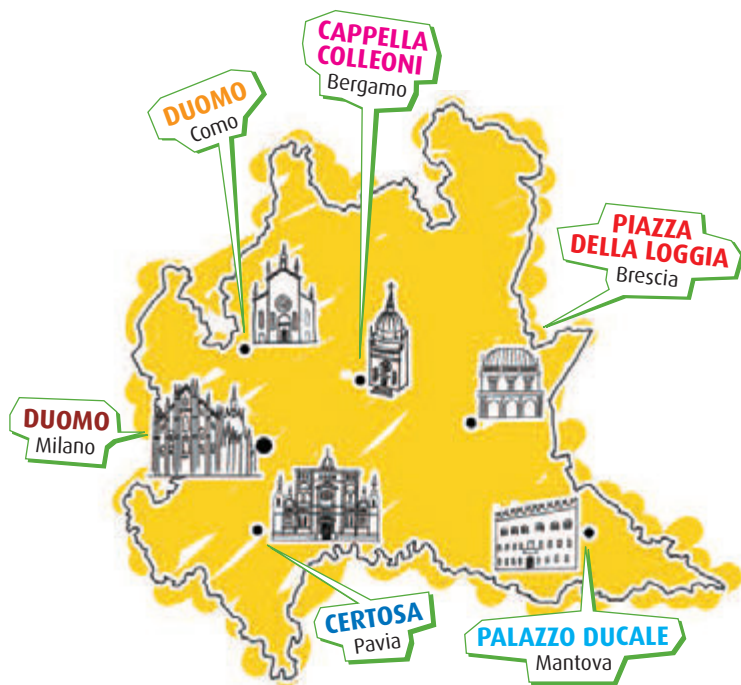 CAPPELLA
COLLEONI
Bergamo
DUOMO
Como
PIAZZA
DELLA LOGGIA
Brescia
DUOMO
Milano
CERTOSA
Pavia
PALAZZO DUCALE
Mantova